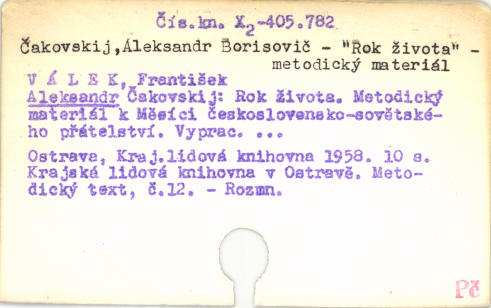 Čís.kn. X2-405.782
Čakovskij,Aleksandr Borisovič - "Rok života" -
metodický materiál
VÁLEK, František
Aleksandr Čakovskij: Rok života. Metodický
materiál k Měsíci československo-sovětské-
ho přátelství. Vyprac. ...
Ostrava, Kraj.lidová knihovna 1958. 10 s.
Krajská lidová knihovna v Ostravě. Meto-
dický text, č.12. - Rozmn.
Pč